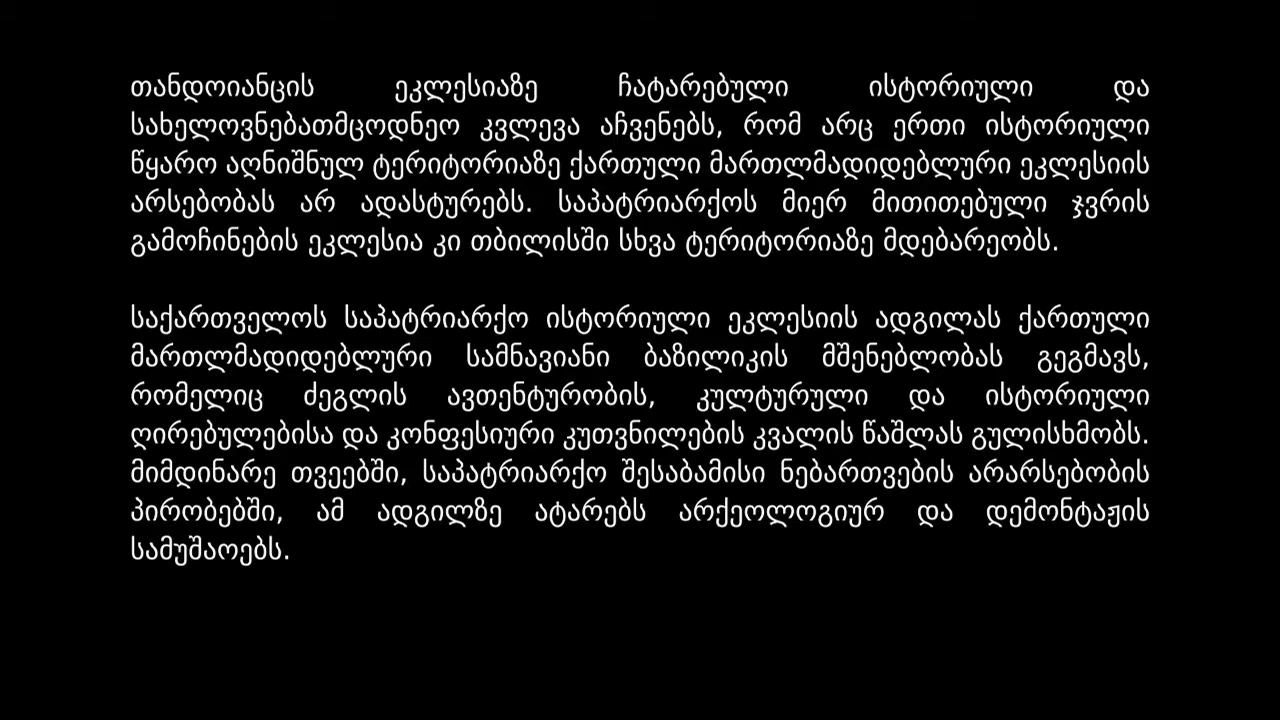 თანდოიანცის ეკლესიაზე ჩატარებული ისტორიული და
სახელოვნებათმცოდნეო კვლევა აჩვენებს, რომ არც ერთი ისტორიული
წყარო აღნიშნულ ტერიტორიაზე ქართული მართლმადიდებლური ეკლესიის
არსებობას არ ადასტურებს. საპატრიარქოს მიერ მითითებული ჯვრის
გამოჩინების ეკლესია კი თბილისში სხვა ტერიტორიაზე მდებარეობს.
საქართველოს საპატრიარქო ისტორიული ეკლესიის ადგილას ქართული
მართლმადიდებლური სამნავიანი ბაზილიკის მშენებლობას გეგმავს,
რომელიც ძეგლის ავთენტურობის, კულტურული და ისტორიული
ღირებულებისა და კონფესიური კუთვნილების კვალის წაშლას გულისხმობს.
მიმდინარე თვეებში, საპატრიარქო შესაბამისი ნებართვების არარსებობის
პირობებში, ამ ადგილზე ატარებს არქეოლოგიურ და დემონტაჟის
სამუშაოებს.